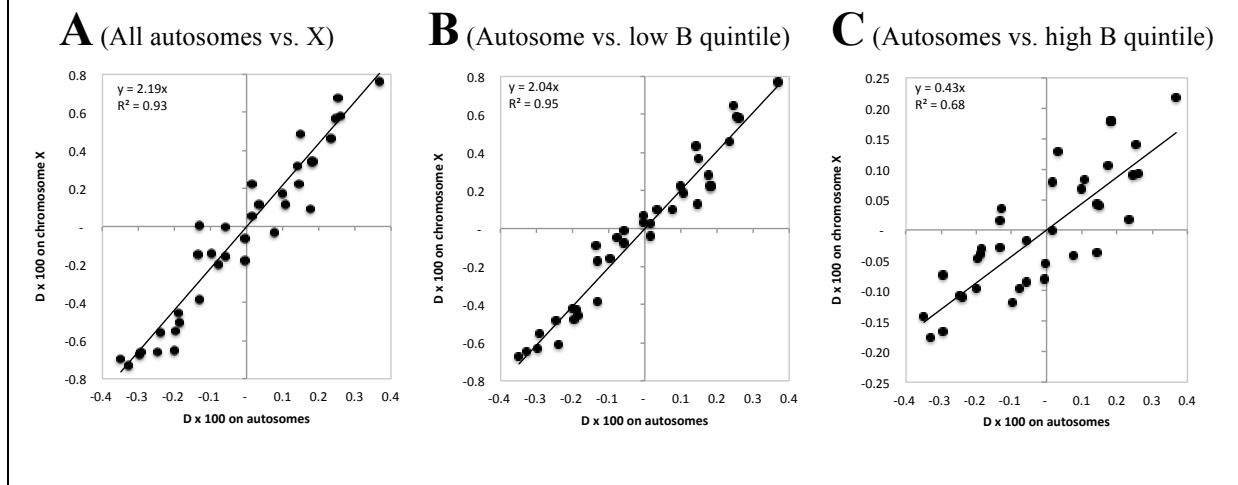 A (All autosomes vs. X)
y = 2.19x
R² = 0.93
0.8
0.6
0.4
0.2
-
-0.2
-0.4
-0.6
-0.8
D x 100 on chromosome X
-0.4 -0.3 -0.2 -0.1 - 0.1 0.2 0.3 0.4
D x 100 on autosomes
B (Autosome vs. low B quintile)
y = 2.04x
R² = 0.95
0.8
0.6
0.4
0.2
-
-0.2
-0.4
-0.6
-0.8
D x 100 on chromosome X
-0.4 -0.3 -0.2 -0.1 - 0.1 0.2 0.3 0.4
D x 100 on autosomes
C (Autosomes vs. high B quintile)
y = 0.43x
R² = 0.68
0.25
0.20
0.15
0.10
0.05
-
-0.05
-0.10
-0.15
-0.20
-0.25
D x 100 on chromosome X
-0.4 -0.3 -0.2 -0.1 - 0.1 0.2 0.3 0.4
D x 100 on autosomes